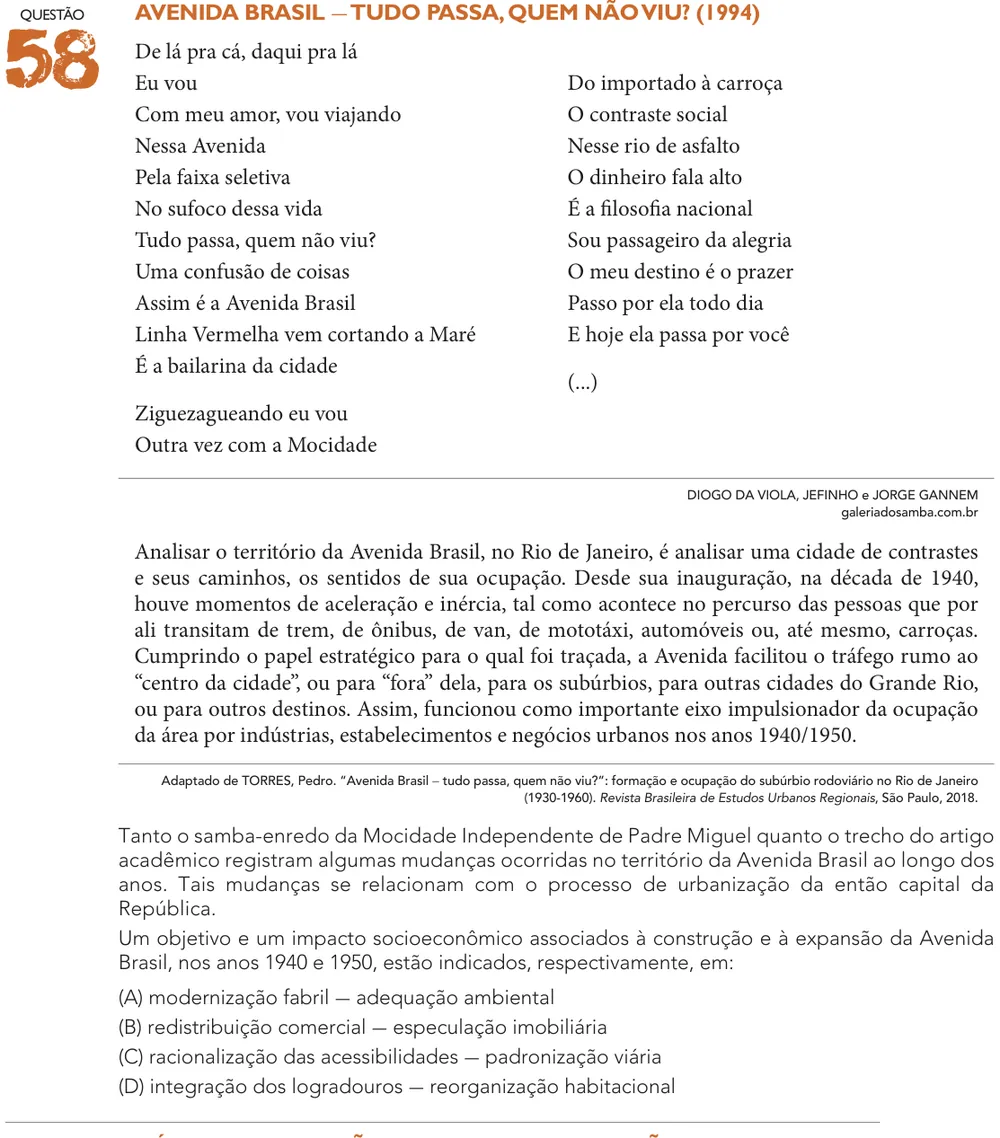 QUESTÃO
58
AVENIDA BRASIL – TUDO PASSA, QUEM NÃO VIU? (1994)
De lá pra cá, daqui pra lá
Eu vou
Com meu amor, vou viajando
Nessa Avenida
Pela faixa seletiva
No sufoco dessa vida
Tudo passa, quem não viu?
Uma confusão de coisas
Assim é a Avenida Brasil
Linha Vermelha vem cortando a Maré
É a bailarina da cidade
Ziguezagueando eu vou
Outra vez com a Mocidade
Do importado à carroça
O contraste social
Nesse rio de asfalto
O dinheiro fala alto
É a filosofia nacional
Sou passageiro da alegria
O meu destino é o prazer
Passo por ela todo dia
E hoje ela passa por você
(...)
DIOGO DA VIOLA, JEFINHO e JORGE GANNEM
galeriadosamba.com.br
Analisar o território da Avenida Brasil, no Rio de Janeiro, é analisar uma cidade de contrastes
e seus caminhos, os sentidos de sua ocupação. Desde sua inauguração, na década de 1940,
houve momentos de aceleração e inércia, tal como acontece no percurso das pessoas que por
ali transitam de trem, de ônibus, de van, de mototáxi, automóveis ou, até mesmo, carroças.
Cumprindo o papel estratégico para o qual foi traçada, a Avenida facilitou o tráfego rumo ao
“centro da cidade”, ou para “fora” dela, para os subúrbios, para outras cidades do Grande Rio,
ou para outros destinos. Assim, funcionou como importante eixo impulsionador da ocupação
da área por indústrias, estabelecimentos e negócios urbanos nos anos 1940/1950.
Adaptado de TORRES, Pedro. “Avenida Brasil – tudo passa, quem não viu?”: formação e ocupação do subúrbio rodoviário no Rio de Janeiro
(1930-1960). Revista Brasileira de Estudos Urbanos Regionais, São Paulo, 2018.
Tanto o samba-enredo da Mocidade Independente de Padre Miguel quanto o trecho do artigo
acadêmico registram algumas mudanças ocorridas no território da Avenida Brasil ao longo dos
anos. Tais mudanças se relacionam com o processo de urbanização da então capital da
República.
Um objetivo e um impacto socioeconômico associados à construção e à expansão da Avenida
Brasil, nos anos 1940 e 1950, estão indicados, respectivamente, em:
(A) modernização fabril – adequação ambiental
(B) redistribuição comercial – especulação imobiliária
(C) racionalização das acessibilidades – padronização viária
(D) integração dos logradouros – reorganização habitacional